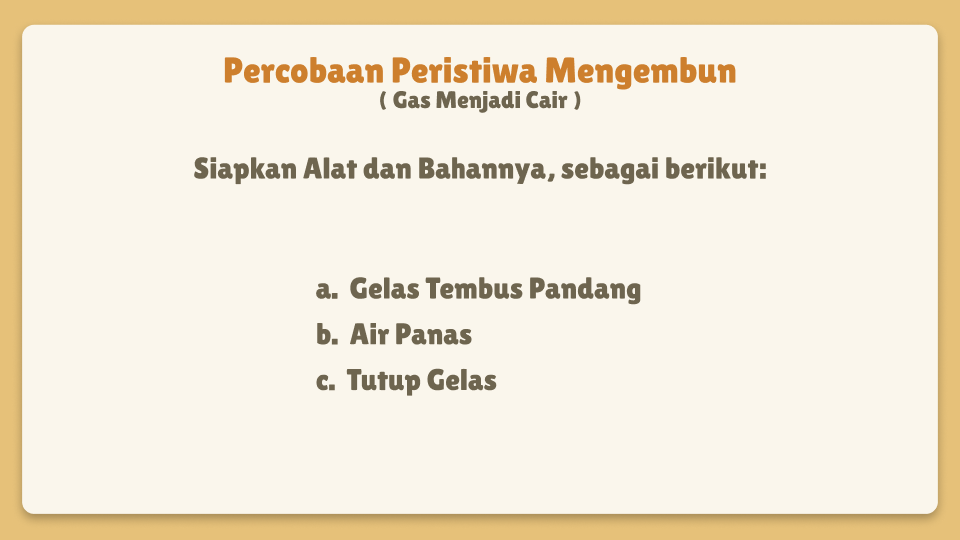 Percobaan Peristiwa Mengembun
( Gas Menjadi Cair )
Siapkan Alat dan Bahannya, sebagai berikut:
a. Gelas Tembus Pandang
b. Air Panas
c. Tutup Gelas